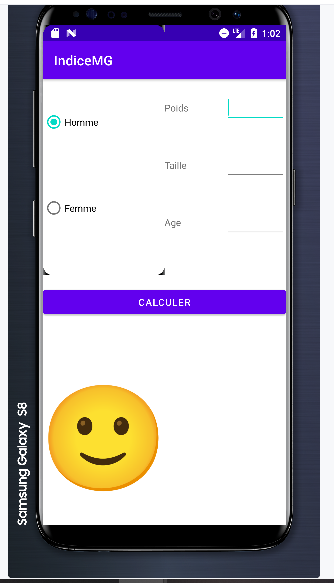 1:02
IndiceMG
Poids
Homme
Taille
Femme
Age
CALCULER
Samsung Galaxy S8